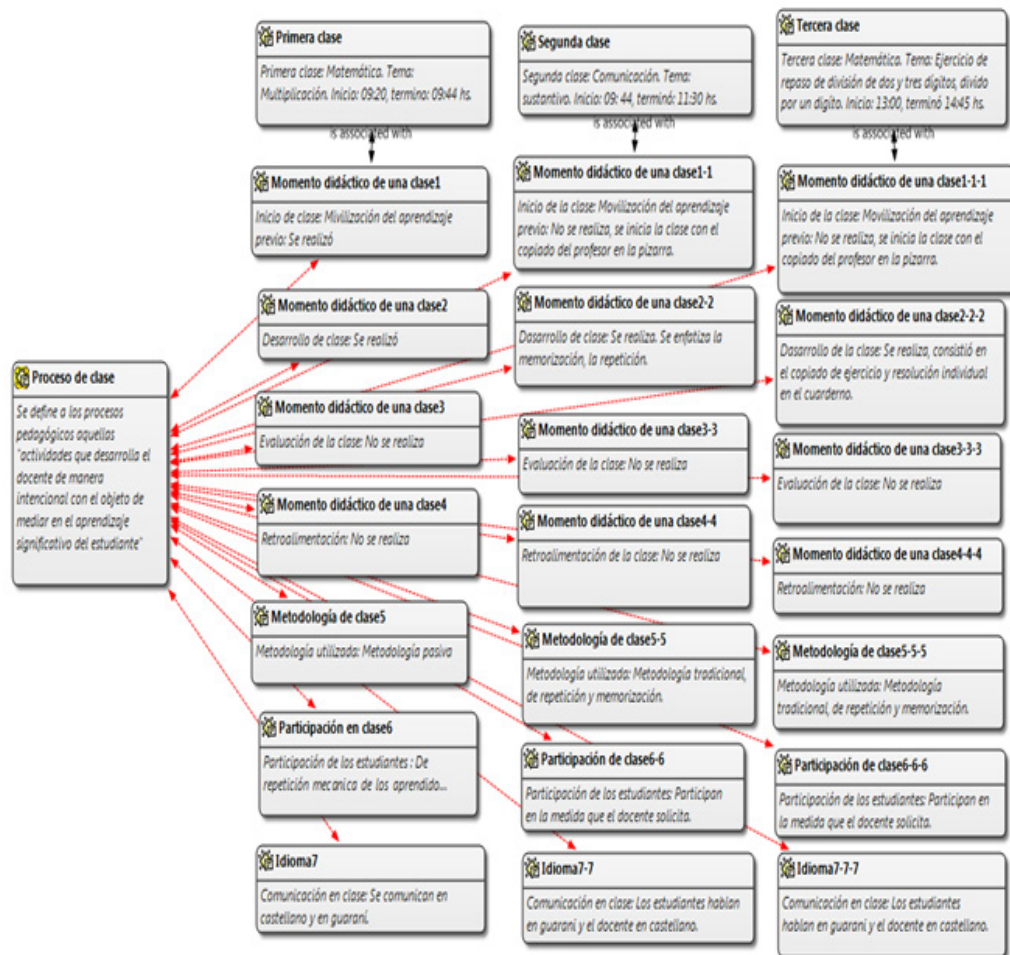 Proceso de clase
Se define a los procesos
pedagógicos aquellas
"actividades que desarrolla el
docente de manera
intencional con el objeto de
mediar en el aprendizaje
significativo del estudiante"
Primera clase
Primera clase: Matemática. Tema:
Multiplicación. Inicio: 09:20, termino: 09:44 hs.
is associated with
Momento didáctico de una clase1
Inicio de clase: Mivilización del aprendizaje
previo: Se realizó
Momento didáctico de una clase2
Desarrollo de clase: Se realizó
Momento didáctico de una clase3
Evaluación de la clase: No se realiza
Momento didáctico de una clase4
Retroalimentación: No se realiza
Metodología de clase5
Metodología utilizada: Metodología pasiva
Participación en clase6
Participación de los estudiantes : De
repetición mecanica de los aprendido...
Idioma7
Comunicación en clase: Se comunican en
castellano y en guaraní.
Segunda clase
Segunda clase: Comunicación. Tema:
sustantivo. Inicio: 09: 44, terminó: 11:30 hs.
is associated with
Momento didáctico de una clase1-1
Inicio de la clase: Movilización del aprendizaje
previo: No se realiza, se inicia la clase con el
copiado del profesor en la pizarra.
Momento didáctico de una clase2-2
Dasarrollo de clase: Se realiza. Se enfatiza la
memorización, la repetición.
Momento didáctico de una clase3-3
Evaluación de la clase: No se realiza
Momento didáctico de una clase4-4
Retroalimentación de la clase: No se realiza
Metodología de clase5-5
Metodología utilizada: Metodología tradicional,
de repetición y memorización.
Participación de clase6-6
Participación de los estudiantes: Participan
en la medida que el docente solicita.
Idioma7-7
Comunicación en clase: Los estudiantes hablan
en guaraní y el docente en castellano.
Tercera clase
Tercera clase: Matemática. Tema: Ejercicio de
repaso de división de dos y tres dígitos, divido
por un dígito. Inicio: 13:00, terminó 14:45 hs.
is associated with
Momento didáctico de una clase1-1-1
Inicio de la clase: Movilización del aprendizaje
previo: No se realiza, se inicia la clase con el
copiado del profesor en la pizarra.
Momento didáctico de una clase2-2-2
Dasarrollo de la clase: Se realiza, consistió en
el copiado de ejercicio y resolución individual
en el cuarderno.
Momento didáctico de una clase3-3-3
Evaluación de la clase: No se realiza
Momento didáctico de una clase4-4-4
Retroalimentación: No se realiza
Metodología de clase5-5-5
Metodología utilizada: Metodología
tradicional, de repetición y memorización.
Participación de clase6-6-6
Participación de los estudiantes: Participan en
la medida que el docente solicita.
Idioma7-7-7
Comunicación en clase: Los estudiantes
hablan en guaraní y el docente en castellano.